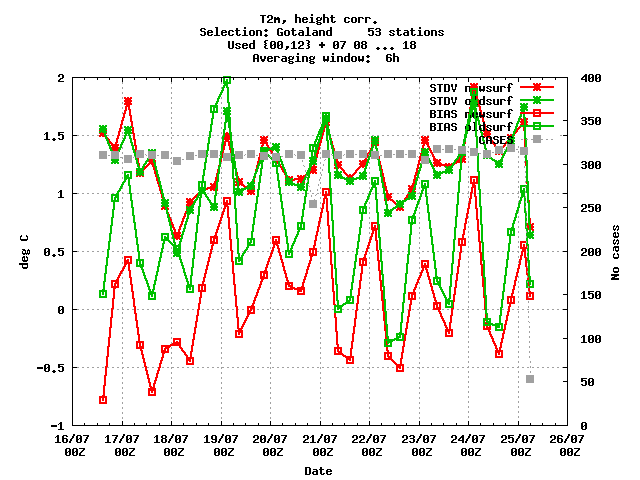 T2m, height corr.
Selection: Gotaland     53 stations
Used {00,12} + 07 08 ... 18
Averaging window:  6h
STDV newsurf
STDV oldsurf
BIAS newsurf
BIAS oldsurf
CASES
deg C
2
1.5
1
0.5
0
-0.5
-1
No cases
400
350
300
250
200
150
100
50
0
16/07 17/07 18/07 19/07 20/07 21/07 22/07 23/07 24/07 25/07 26/07
00Z 00Z 00Z 00Z 00Z 00Z 00Z 00Z 00Z 00Z 00Z
Date